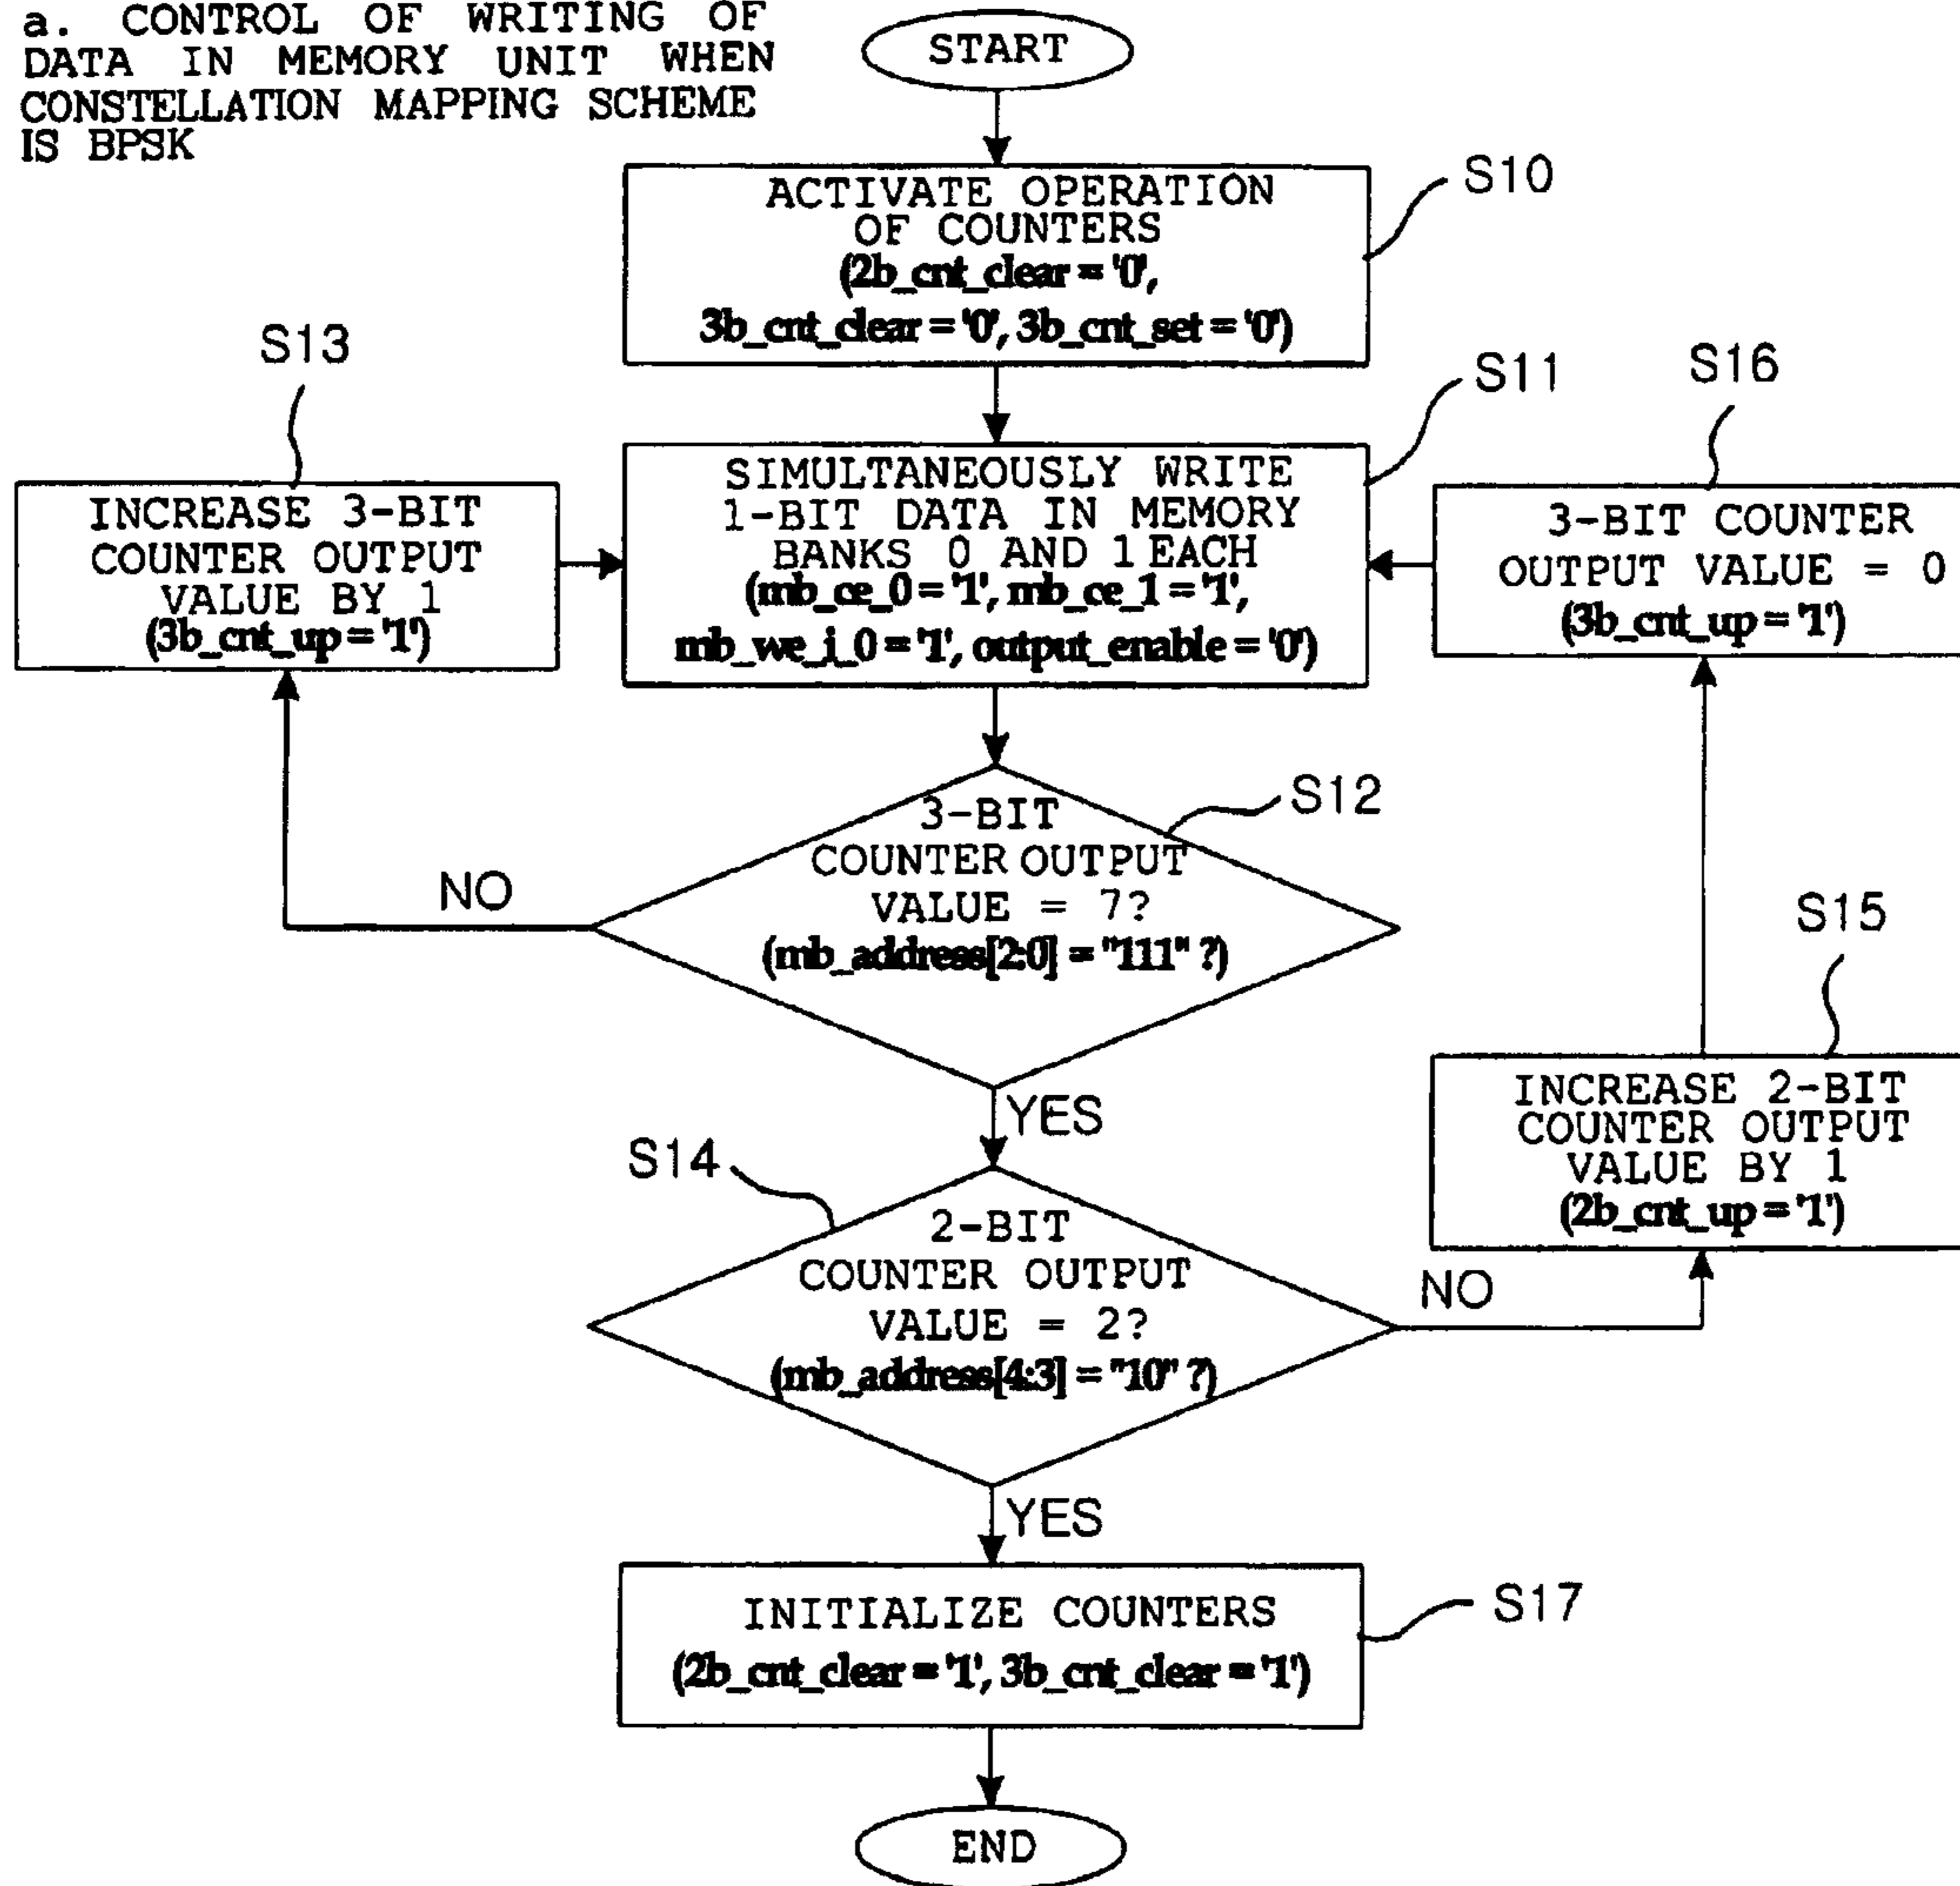 a. CONTROL OF WRITING OF
DATA IN MEMORY UNIT WHEN
CONSTELLATION MAPPING SCHEME
IS BPSK
START
ACTIVATE OPERATION
OF COUNTERS
(2b_cnt_clear = '0',
3b_cnt_clear = '0', 3b_cnt_set = '0')
S10
S13
INCREASE 3-BIT
COUNTER OUTPUT
VALUE BY 1
(3b_cnt_up = '1')
SIMULTANEOUSLY WRITE
1-BIT DATA IN MEMORY
BANKS 0 AND 1 EACH
(mb_ce_0 = '1', mb_ce_1 = '1',
mb_we_i_0 = '1', output_enable = '0')
S11
S16
3-BIT COUNTER
OUTPUT VALUE = 0
(3b_cnt_up = '1')
3-BIT
COUNTER OUTPUT
VALUE = 7?
(mb_address[2:0] = "111" ?)
S12
NO
YES
S14
2-BIT
COUNTER OUTPUT
VALUE = 2?
(mb_address[4:3] = "10" ?)
NO
S15
INCREASE 2-BIT
COUNTER OUTPUT
VALUE BY 1
(2b_cnt_up = '1')
YES
INITIALIZE COUNTERS
(2b_cnt_clear = '1', 3b_cnt_clear = '1')
S17
END